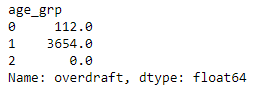 age_grp
0     112.0
1    3654.0
2       0.0
Name: overdraft, dtype: float64